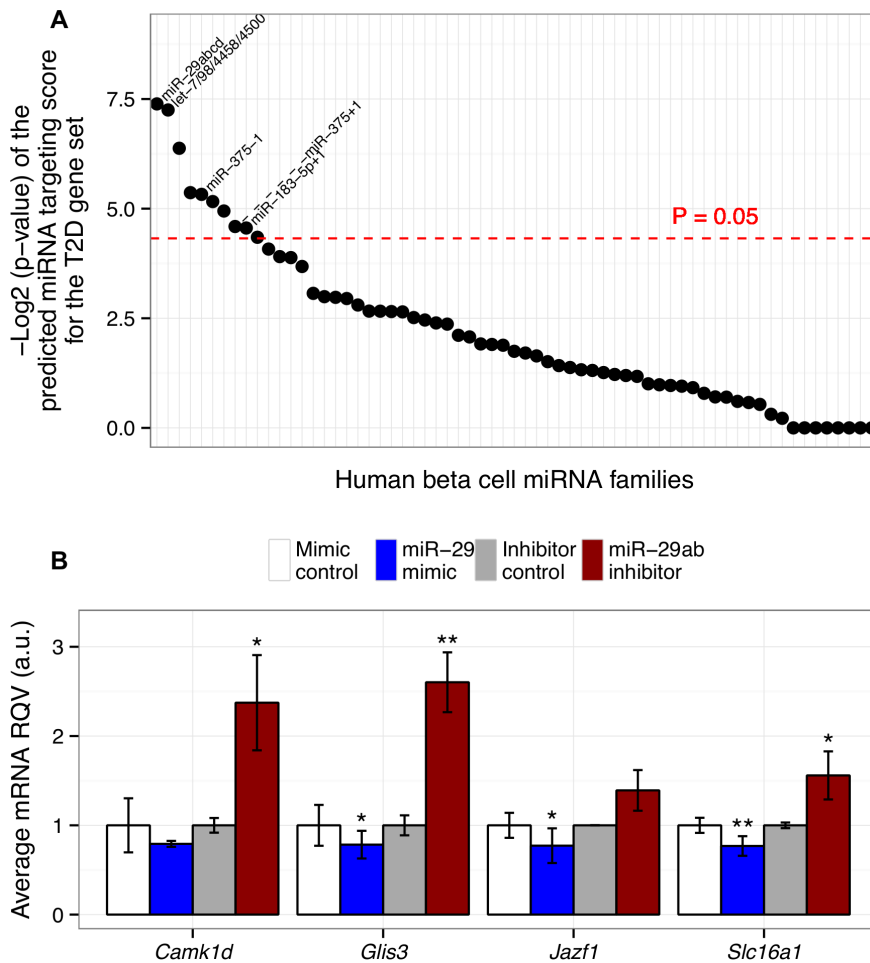 A
−Log2 (p−value) of the
predicted miRNA targeting score
for the T2D gene set
7.5
5.0
2.5
0.0
miR−29abcd
let−7/98/4458/4500
miR−375−1
miR−375+1
miR−183−5p+1
P = 0.05
Human beta cell miRNA families
B
Mimic
control
miR−29
mimic
Inhibitor
control
miR−29ab
inhibitor
Average mRNA RQV (a.u.)
3
2
1
0
*
* **
*
**
*
Camk1d Glis3 Jazf1 Slc16a1